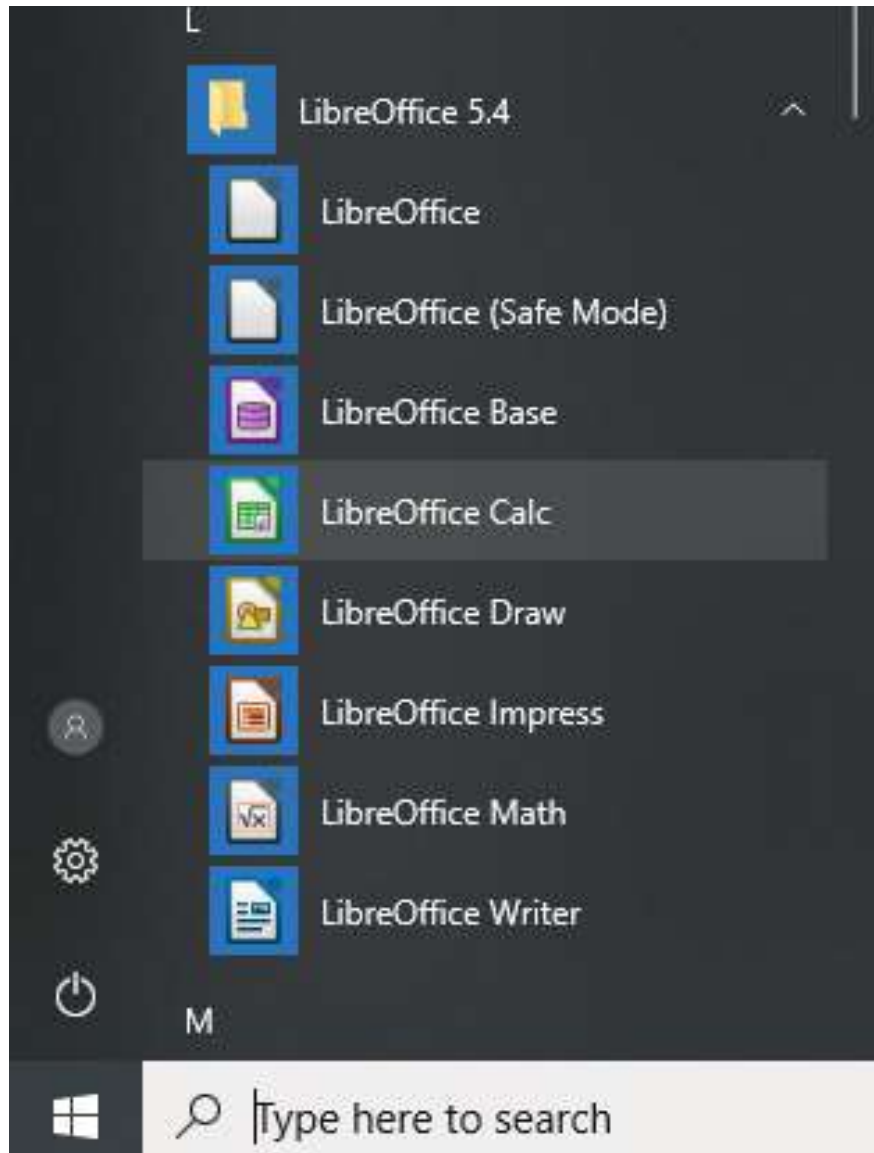 L
LibreOffice 5.4
LibreOffice
LibreOffice (Safe Mode)
LibreOffice Base
LibreOffice Calc
LibreOffice Draw
LibreOffice Impress
LibreOffice Math
LibreOffice Writer
M
Type here to search